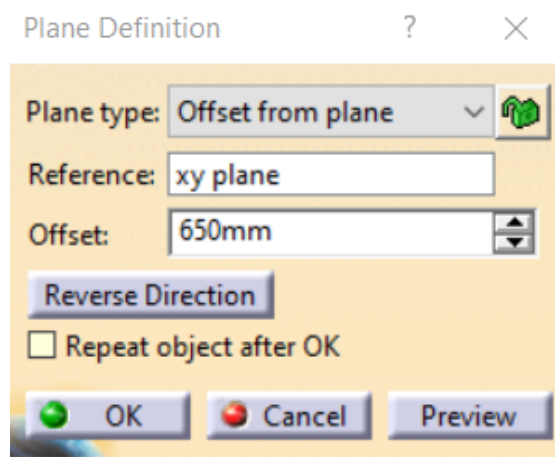 Plane Definition ?
Plane type: Offset from plane
Reference: xy plane
Offset: 650mm
Reverse Direction
Repeat object after OK
OK Cancel Preview